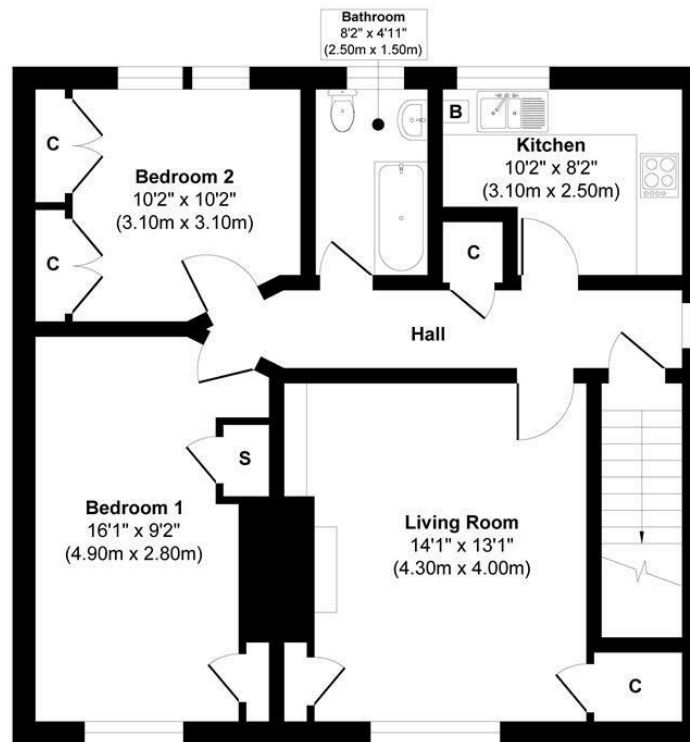 Bathroom
8'2" x 4'11"
(2.50m x 1.50m)
C
Bedroom 2
10'2" x 10'2"
(3.10m x 3.10m)
C
B
Kitchen
10'2" x 8'2"
(3.10m x 2.50m)
C
Hall
S
Bedroom 1
16'1" x 9'2"
(4.90m x 2.80m)
Living Room
14'1" x 13'1"
(4.30m x 4.00m)
C